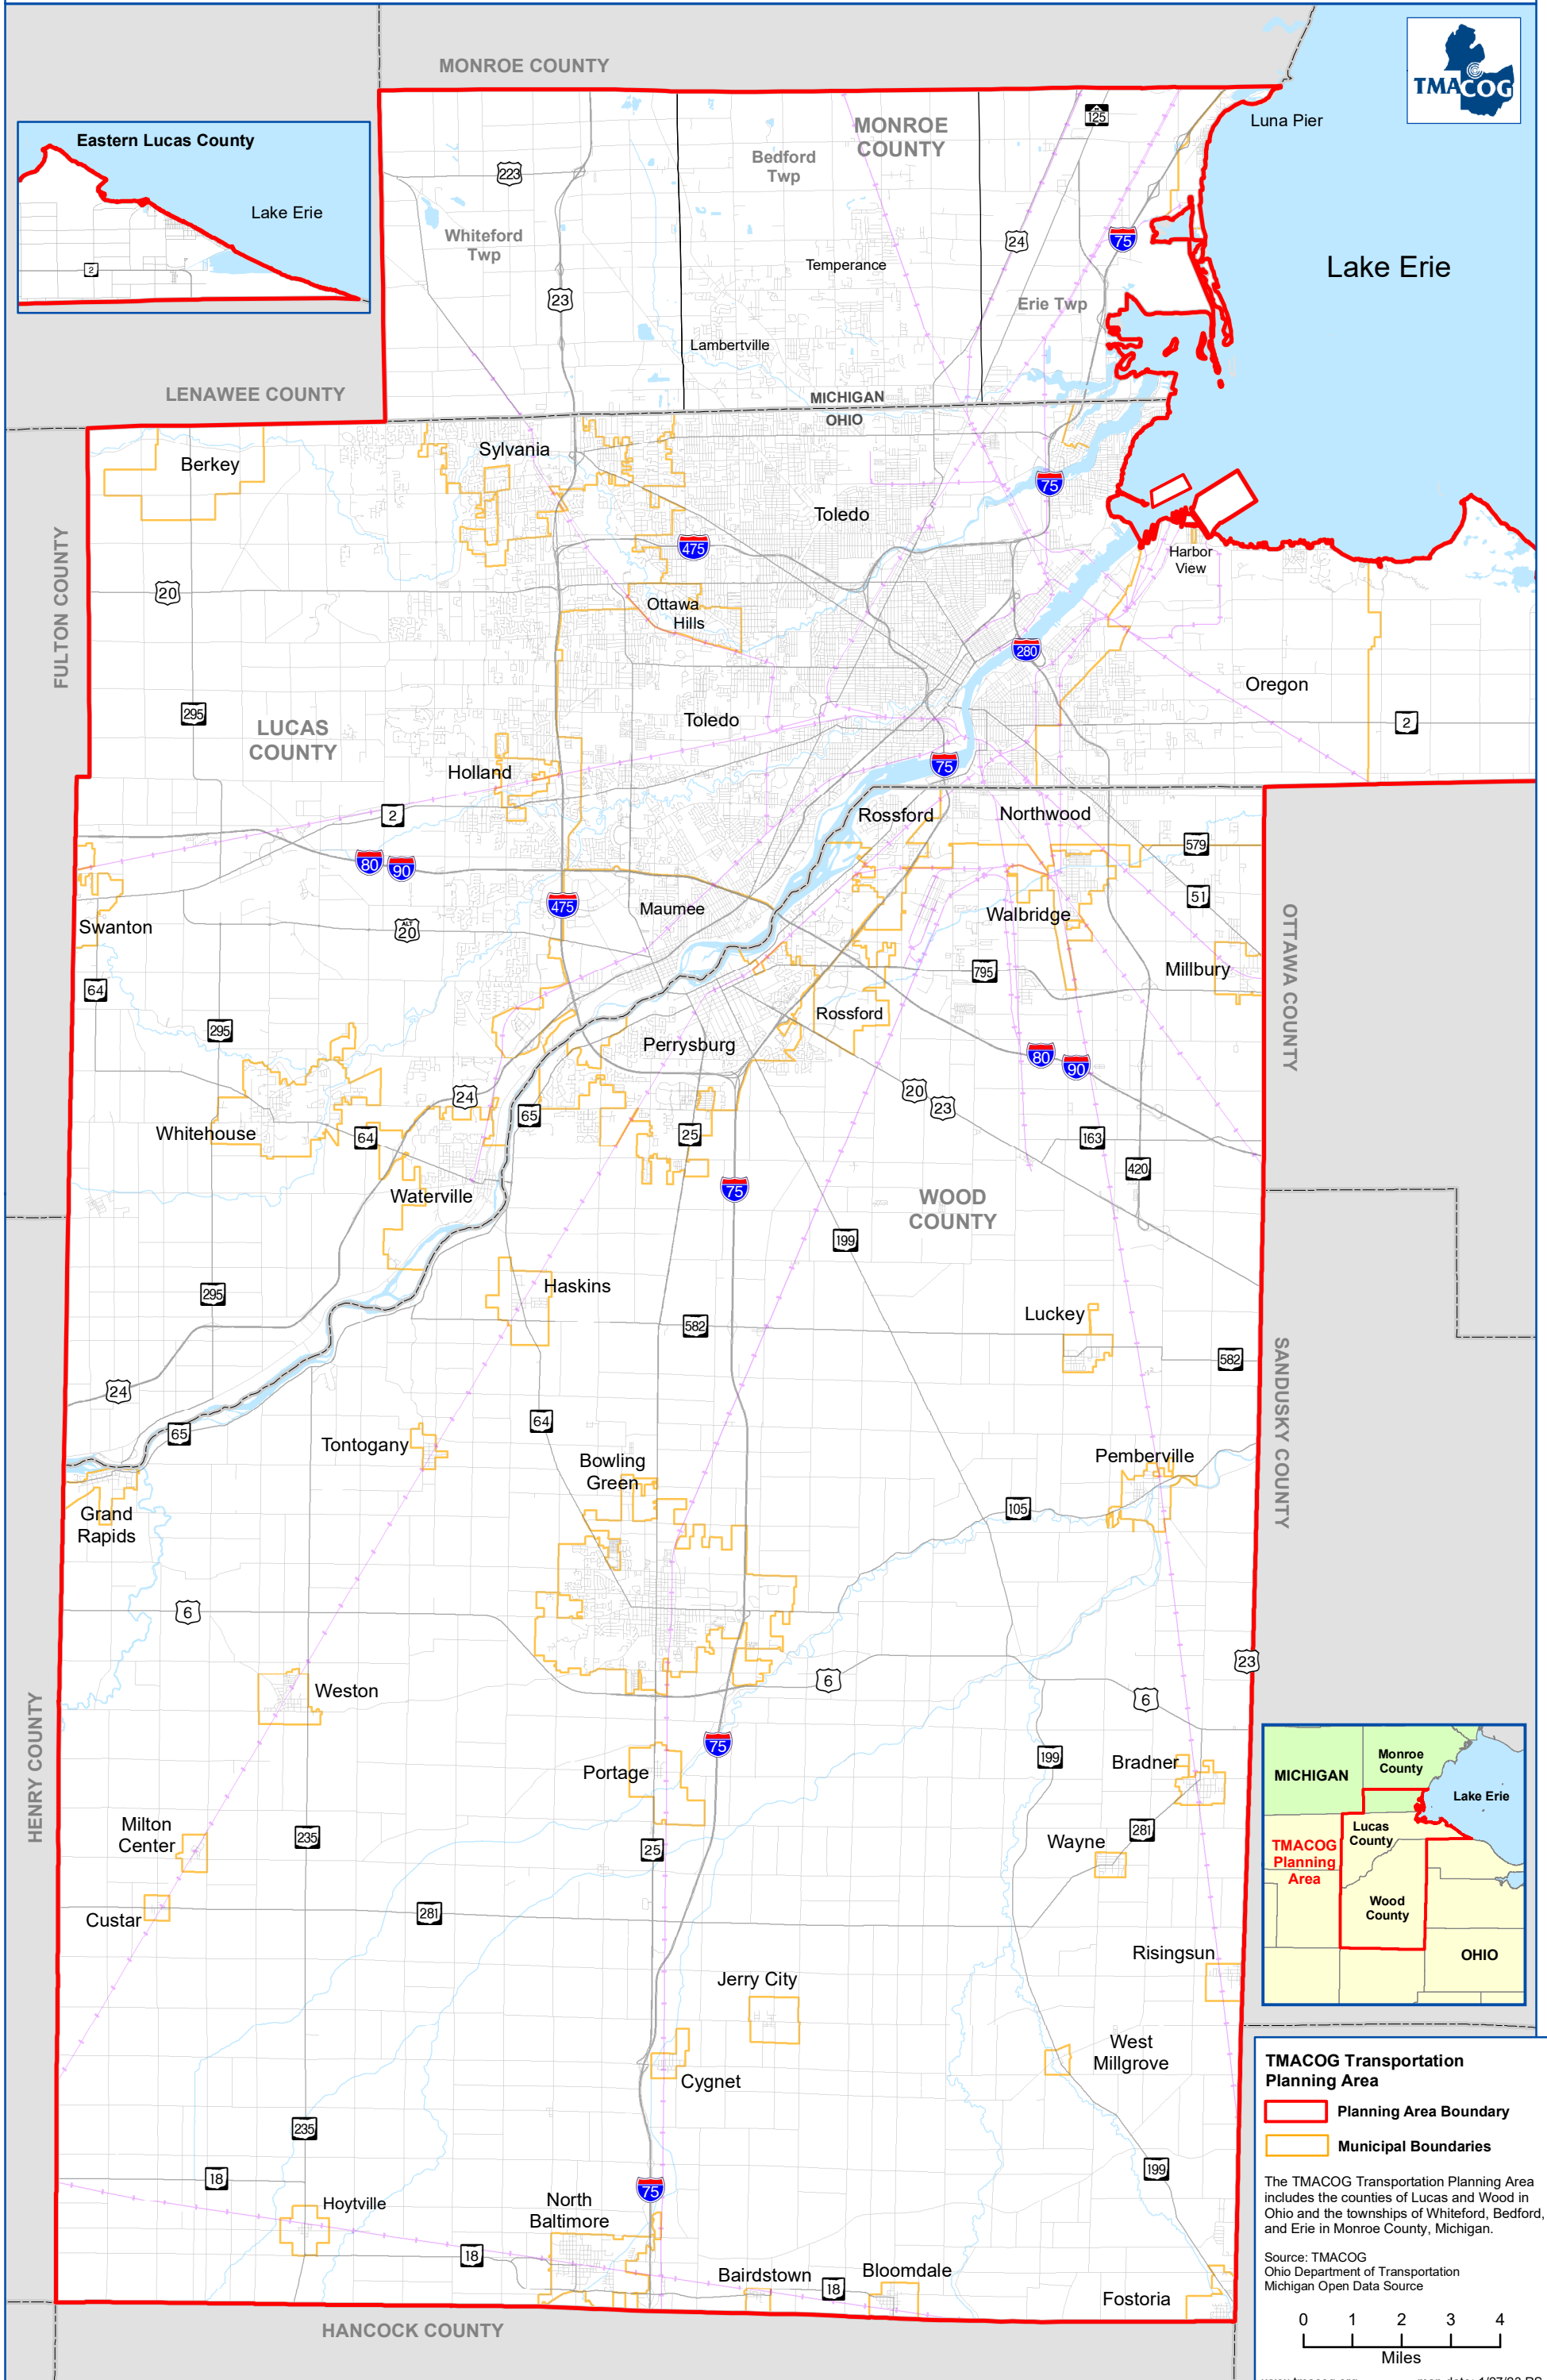 MONROE COUNTY
TMACOG
Luna Pier
MONROE
COUNTY
125
Bedford
Twp
223
Eastern Lucas County
Lake Erie
2
Whiteford
Twp
24
75
Temperance
Lake Erie
23
Erie Twp
Lambertville
LENAWEE COUNTY
MICHIGAN
OHIO
Berkey
Sylvania
75
Toledo
475
Harbor
View
FULTON COUNTY
20
Ottawa
Hills
280
Oregon
295
LUCAS
COUNTY
Toledo
2
Holland
75
2
Rossford
Northwood
579
80
90
475
Maumee
Walbridge
51
Swanton
ALT
20
OTTAWA COUNTY
64
795
Millbury
295
Rossford
Perrysburg
80
90
24
65
20
23
Whitehouse
64
25
163
420
Waterville
75
WOOD
COUNTY
199
295
Haskins
582
Luckey
582
SANDUSKY COUNTY
24
65
64
Tontogany
Bowling
Green
Pemberville
105
Grand
Rapids
6
23
6
6
HENRY COUNTY
Weston
75
199
Portage
Bradner
MICHIGAN
Monroe
County
Lake Erie
Lucas
County
TMACOG
Planning
Area
Wood
County
OHIO
Milton
Center
235
25
281
Wayne
Custar
281
Risingsun
Jerry City
West
Millgrove
Cygnet
235
18
199
75
Hoytville
North
Baltimore
18
Bairdstown
18
Bloomdale
Fostoria
HANCOCK COUNTY
TMACOG Transportation
Planning Area
Planning Area Boundary
Municipal Boundaries
The TMACOG Transportation Planning Area
includes the counties of Lucas and Wood in
Ohio and the townships of Whiteford, Bedford,
and Erie in Monroe County, Michigan.
Source: TMACOG
Ohio Department of Transportation
Michigan Open Data Source
0 1 2 3 4
Miles